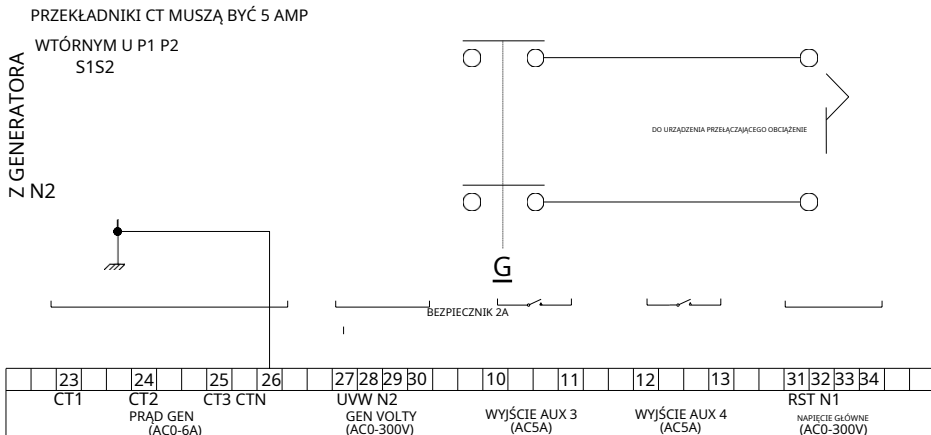 PRZEKŁADNIKI CT MUSZĄ BYĆ 5 AMP
WTÓRNYM U P1 P2
S1S2
Z GENERATORA
N2
DO URZĄDZENIA PRZEŁĄCZAJĄCEGO OBCIĄŻENIE
G
BEZPIECZNIK 2A
23 24 25 26 27 28 29 30 10 11 12 13 31 32 33 34
CT1 CT2 CT3 CTN UVW N2 RST N1
PRĄD GEN GEN VOLTY WYJŚCIE AUX 3 WYJŚCIE AUX 4 NAPIĘCIE GŁÓWNE
(AC0-6A) (AC0-300V) (AC5A) (AC5A) (AC0-300V)